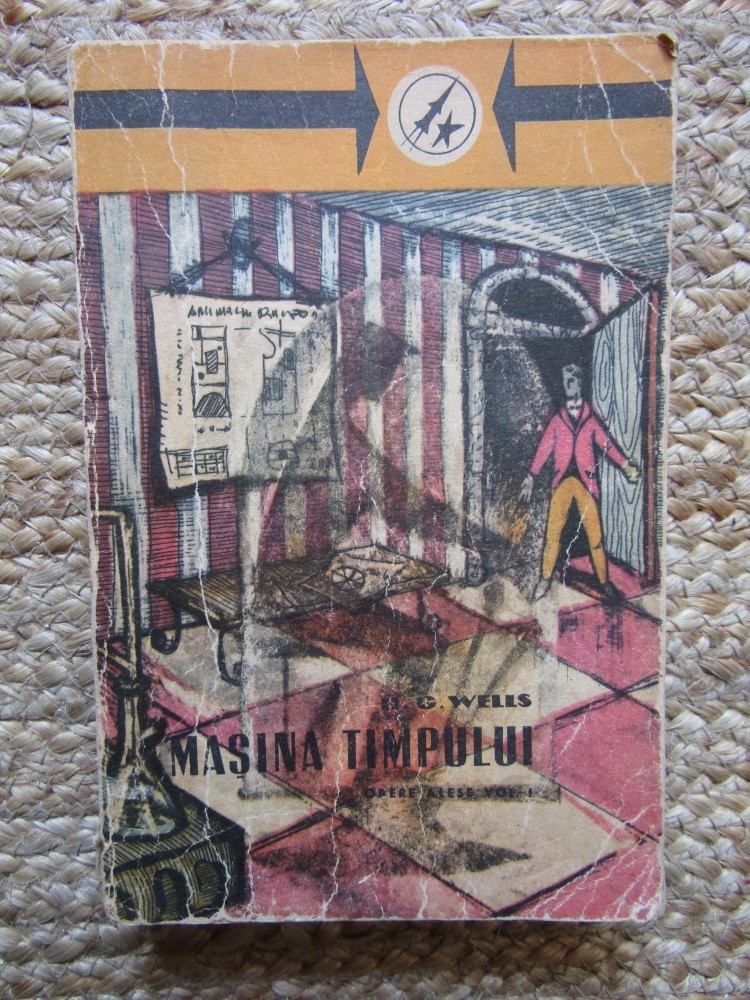 H. G. WELLS
MAȘINA TIMPULUI
OPERE ALESE VOL. I